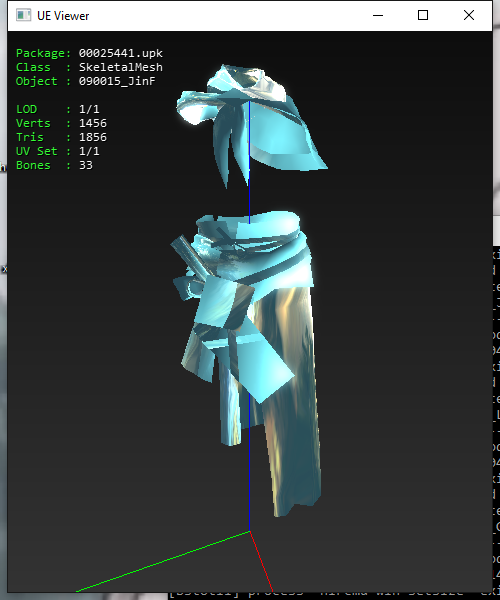 UE Viewer
Package: 00025441.upk
Class : SkeletalMesh
Object : 090015_JinF
LOD : 1/1
Verts : 1456
Tris : 1856
UV Set : 1/1
Bones : 33